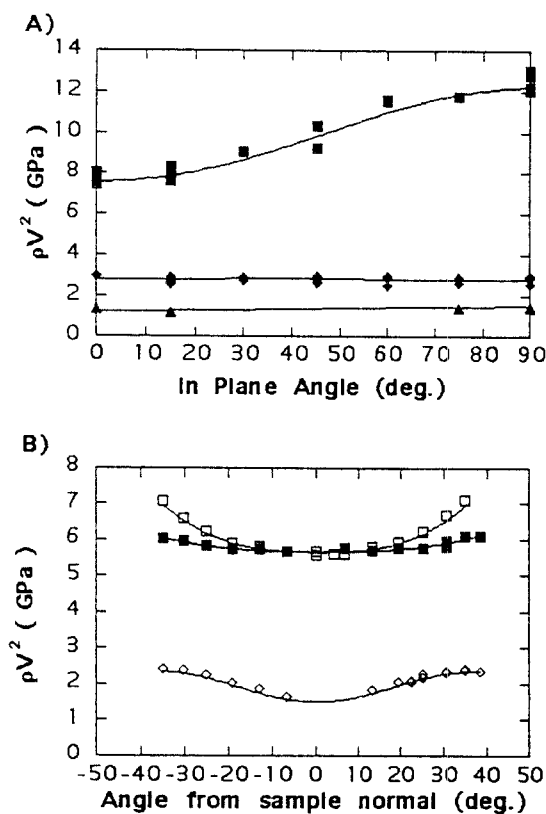 A)
14
12
10
8
6
4
2
0
ρV² ( GPa)
0 10 20 30 40 50 60 70 80 90
In Plane Angle (deg.)
B)
8
7
6
5
4
3
2
1
0
ρV² ( GPa)
-50 -40 -30 -20 -10 0 10 20 30 40 50
Angle from sample normal (deg.)